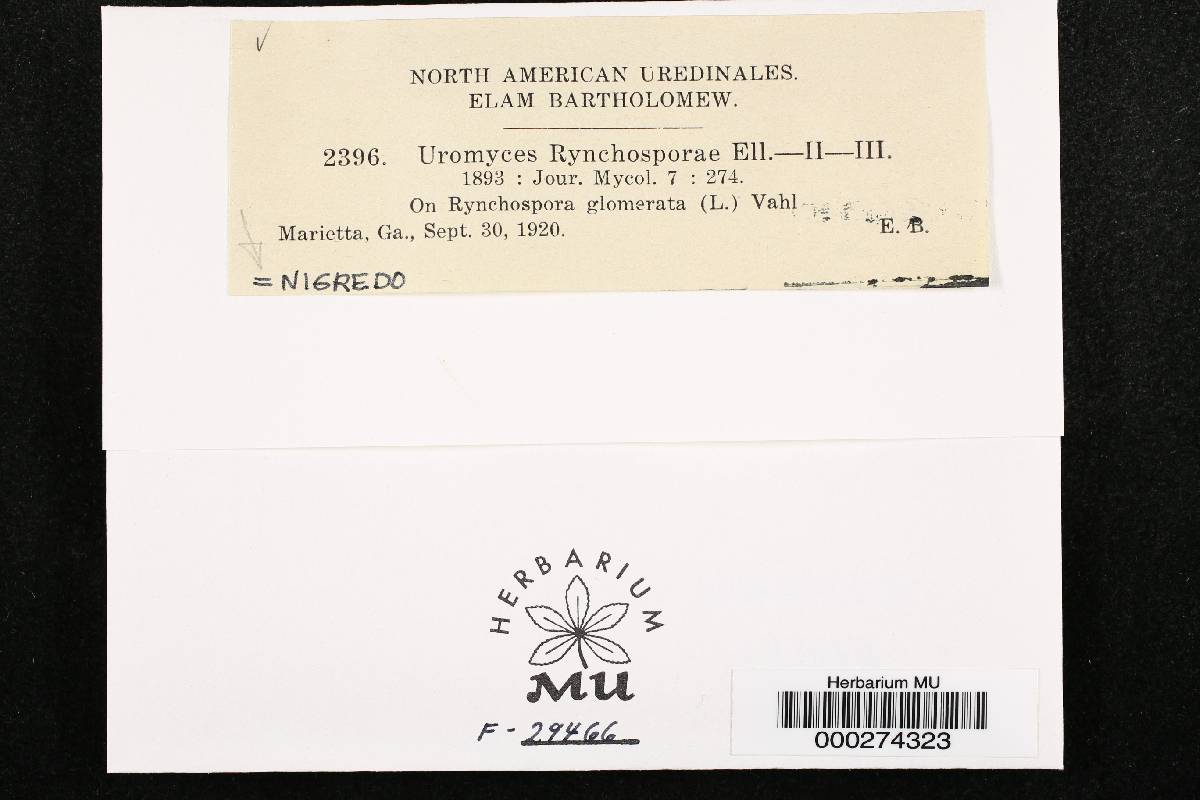 NORTH AMERICAN UREDINALES.
ELAM BARTHOLOMEW.
2396. Uromyces Rynchosporae Ell.—II—III.
1893 : Jour. Mycol. 7 : 274.
On Rynchospora glomerata (L.) Vahl
Marietta, Ga., Sept. 30, 1920. E. B.
= NIGREDO
HERBARIUM
MU
F - 29466
Herbarium MU
000274323